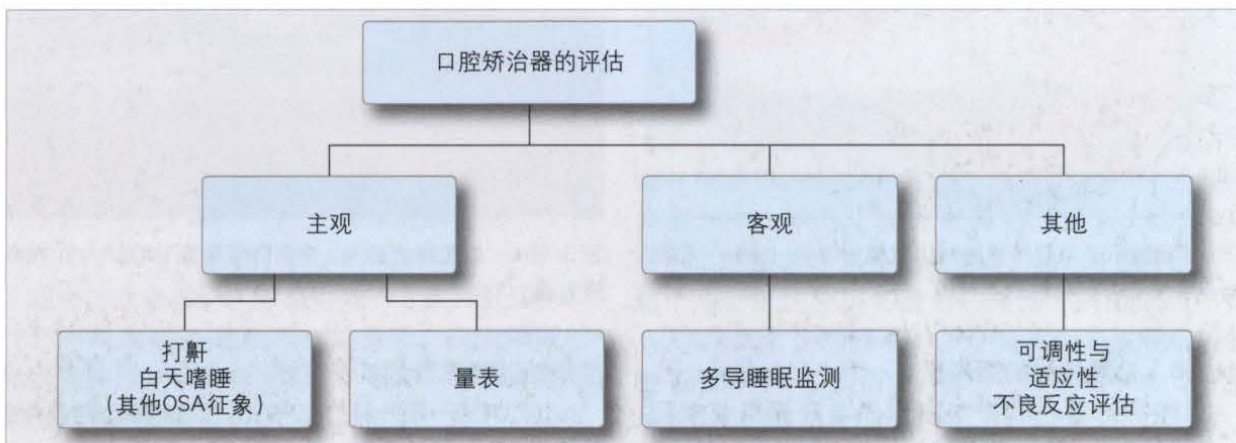 口腔矫治器的评估
主观
客观
其他
打鼾
白天嗜睡
(其他OSA征象)
量表
多导睡眠监测
可调性与
适应性
不良反应评估